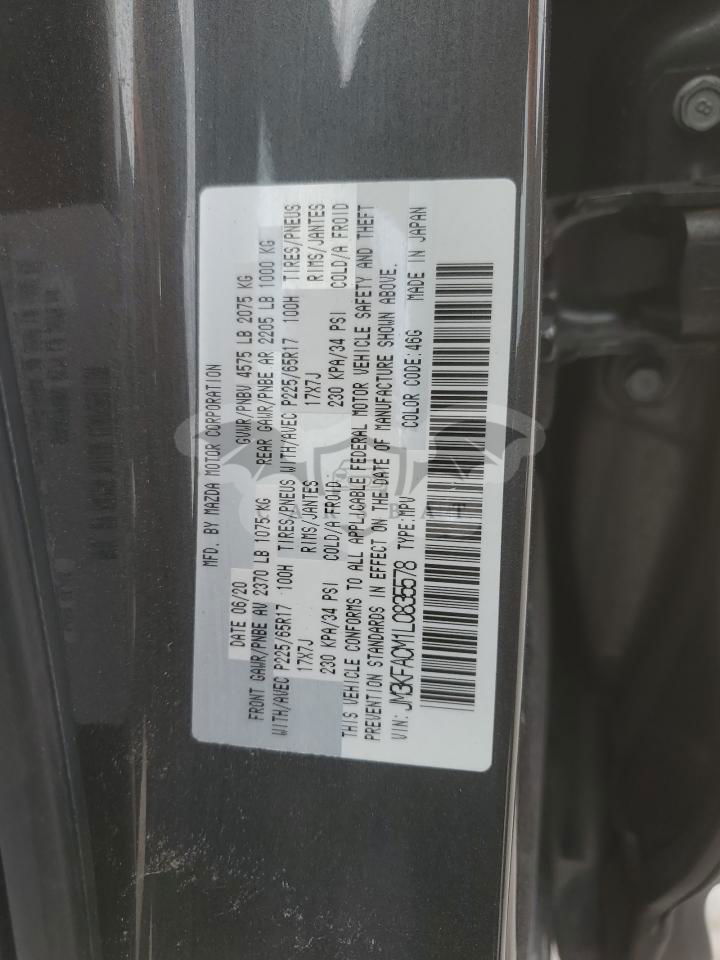 MFD. BY MAZDA MOTOR CORPORATION
DATE 06/20 GVWR/PNBV 4575 LB 2075 KG
FRONT GAWR/PNBE AV 2370 LB 1075 KG REAR GAWR/PNBE AR 2205 LB 1000 KG
WITH/AVEC P225/65R17 100H TIRES/PNEUS WITH/AVEC P225/65R17 100H TIRES/PNEUS
17X7J RIMS/JANTES 17X7J RIMS/JANTES
230 KPA/34 PSI COLD/A FROID 230 KPA/34 PSI COLD/A FROID
THIS VEHICLE CONFORMS TO ALL APPLICABLE FEDERAL MOTOR VEHICLE SAFETY AND THEFT
PREVENTION STANDARDS IN EFFECT ON THE DATE OF MANUFACTURE SHOWN ABOVE.
VIN: JM3KFACM1L0835578 TYPE:MPV COLOR CODE:46G MADE IN JAPAN